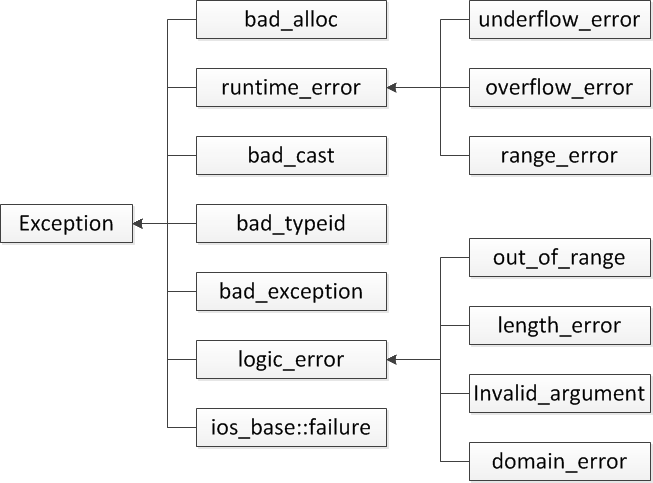 Exception
bad_alloc
runtime_error
bad_cast
bad_typeid
bad_exception
logic_error
ios_base::failure
underflow_error
overflow_error
range_error
out_of_range
length_error
Invalid_argument
domain_error